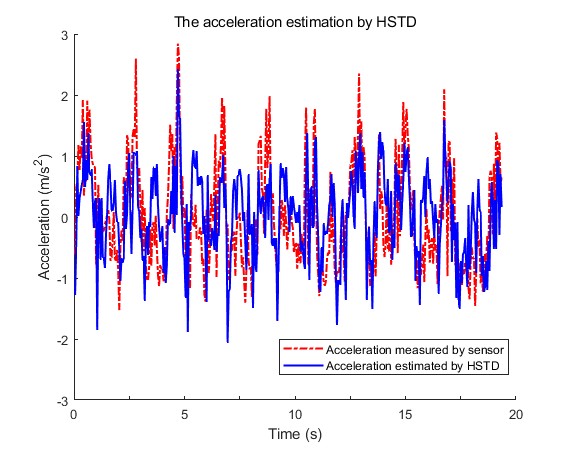 The acceleration estimation by HSTD
3
2
1
0
-1
-2
-3
Acceleration (m/s²)
Acceleration measured by sensor
Acceleration estimated by HSTD
0 5 10 15 20
Time (s)